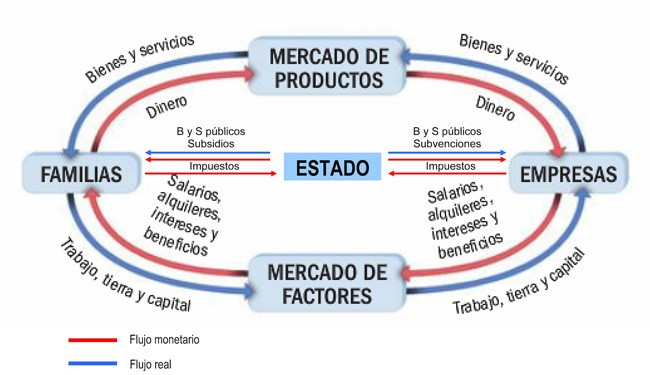 Bienes y servicios
Bienes y servicios
MERCADO DE
PRODUCTOS
Dinero
Dinero
B y S públicos
Subsidios
B y S públicos
Subvenciones
Impuestos
Impuestos
FAMILIAS
ESTADO
EMPRESAS
Salarios,
alquileres,
intereses y
beneficios
Salarios,
alquileres,
intereses y
beneficios
MERCADO DE
FACTORES
Trabajo, tierra y capital
Trabajo, tierra y capital
Flujo monetario
Flujo real